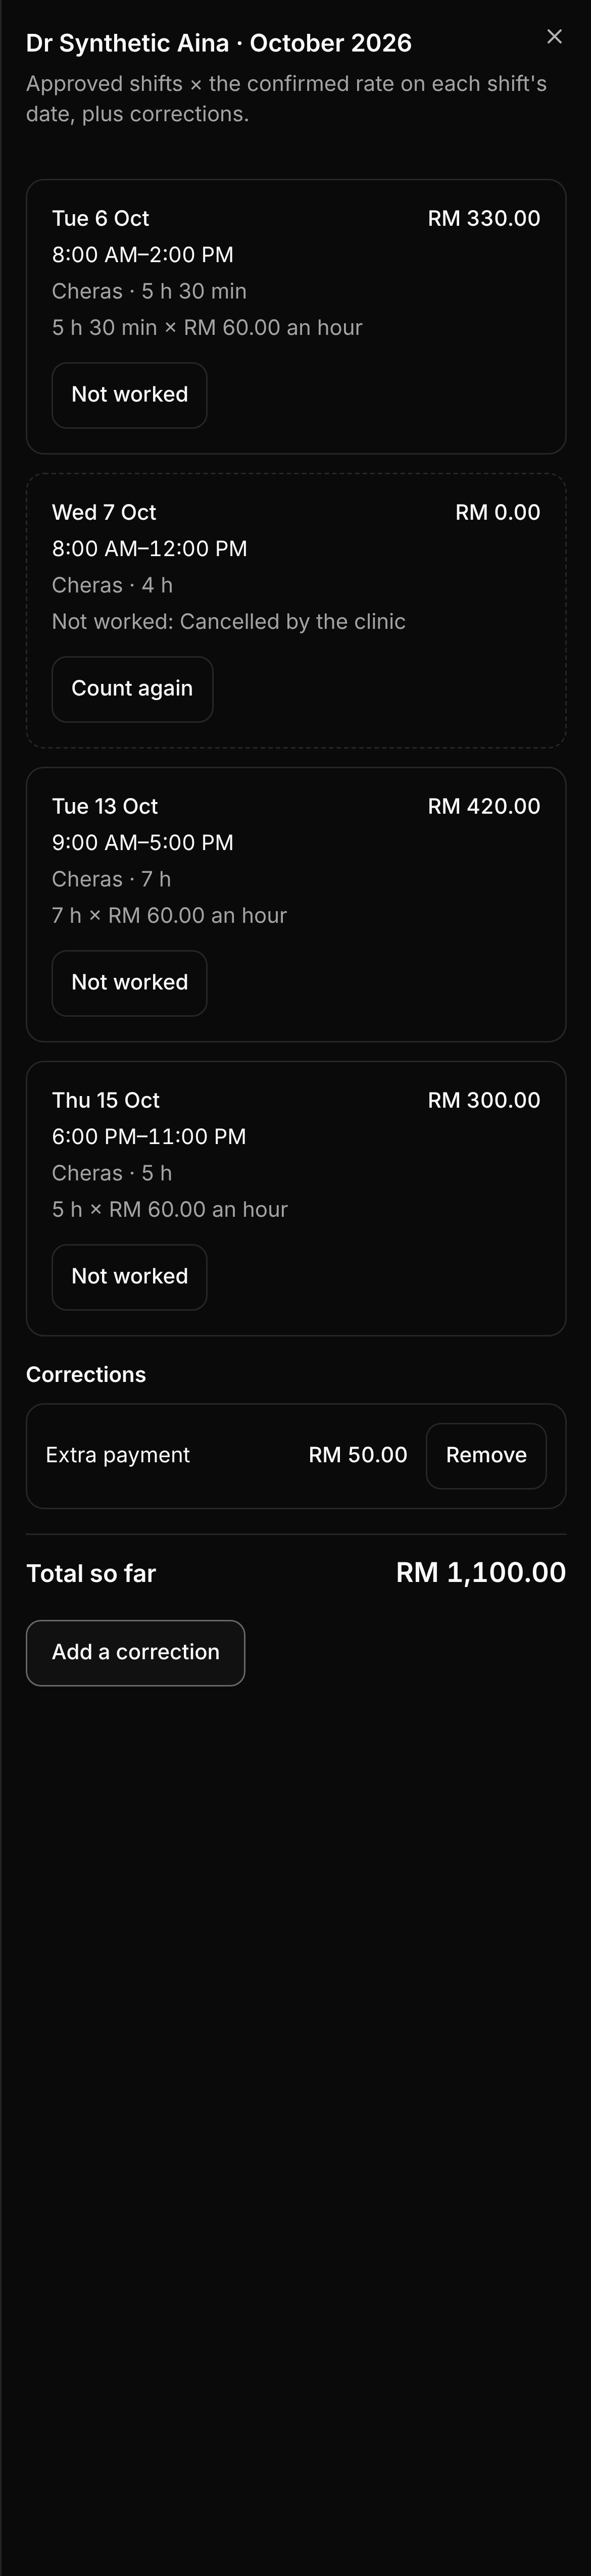 Dr Synthetic Aina · October 2026
Approved shifts × the confirmed rate on each shift's
date, plus corrections.
Tue 6 Oct RM 330.00
8:00 AM–2:00 PM
Cheras · 5 h 30 min
5 h 30 min × RM 60.00 an hour
Not worked
Wed 7 Oct RM 0.00
8:00 AM–12:00 PM
Cheras · 4 h
Not worked: Cancelled by the clinic
Count again
Tue 13 Oct RM 420.00
9:00 AM–5:00 PM
Cheras · 7 h
7 h × RM 60.00 an hour
Not worked
Thu 15 Oct RM 300.00
6:00 PM–11:00 PM
Cheras · 5 h
5 h × RM 60.00 an hour
Not worked
Corrections
Extra payment RM 50.00 Remove
Total so far RM 1,100.00
Add a correction